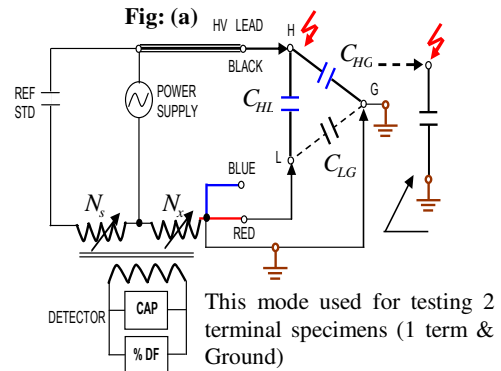 Fig: (a)
HV LEAD
H
BLACK
C_HG
REF
STD
POWER
SUPPLY
C_HL
G
C_LG
L
BLUE
N_s
N_x
RED
DETECTOR
CAP
% DF
This mode used for testing 2
terminal specimens (1 term &
Ground)